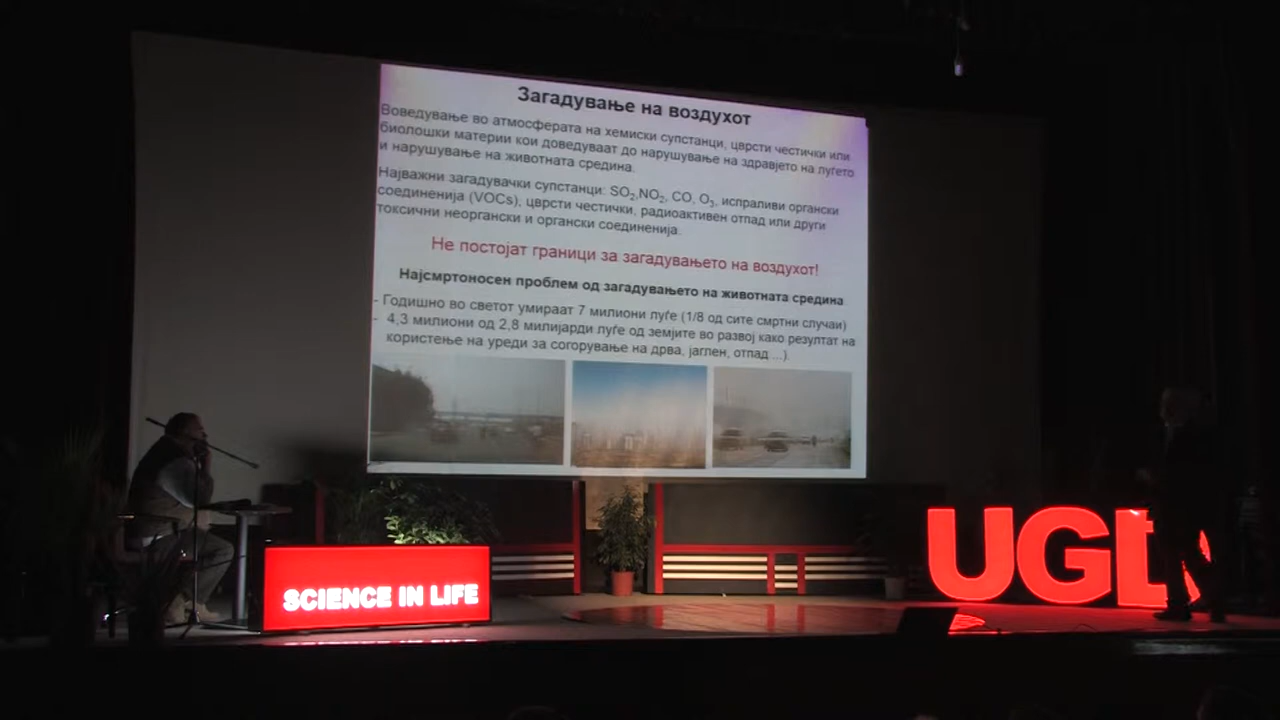 Загадување на воздухот
Воведување во атмосферата на хемиски супстанци, цврсти честички или
биолошки материи кои доведуваат до нарушување на здравјето на луѓето
и нарушување на животната средина.
Најважни загадувачки супстанци: SO2,NO2, CO, O3, испраливи органски
соединенија (VOCs), цврсти честички, радиоактивен отпад или други
токсични неоргански и органски соединенија.
Не постојат граници за загадувањето на воздухот!
Најсмртоносен проблем од загадувањето на животната средина
- Годишно во светот умираат 7 милиони луѓе (1/8 од сите смртни случаи)
- 4,3 милиони од 2,8 милијарди луѓе од земјите во развој како резултат на
користење на уреди за согорување на дрва, јаглен, отпад ...).
SCIENCE IN LIFE
UGD